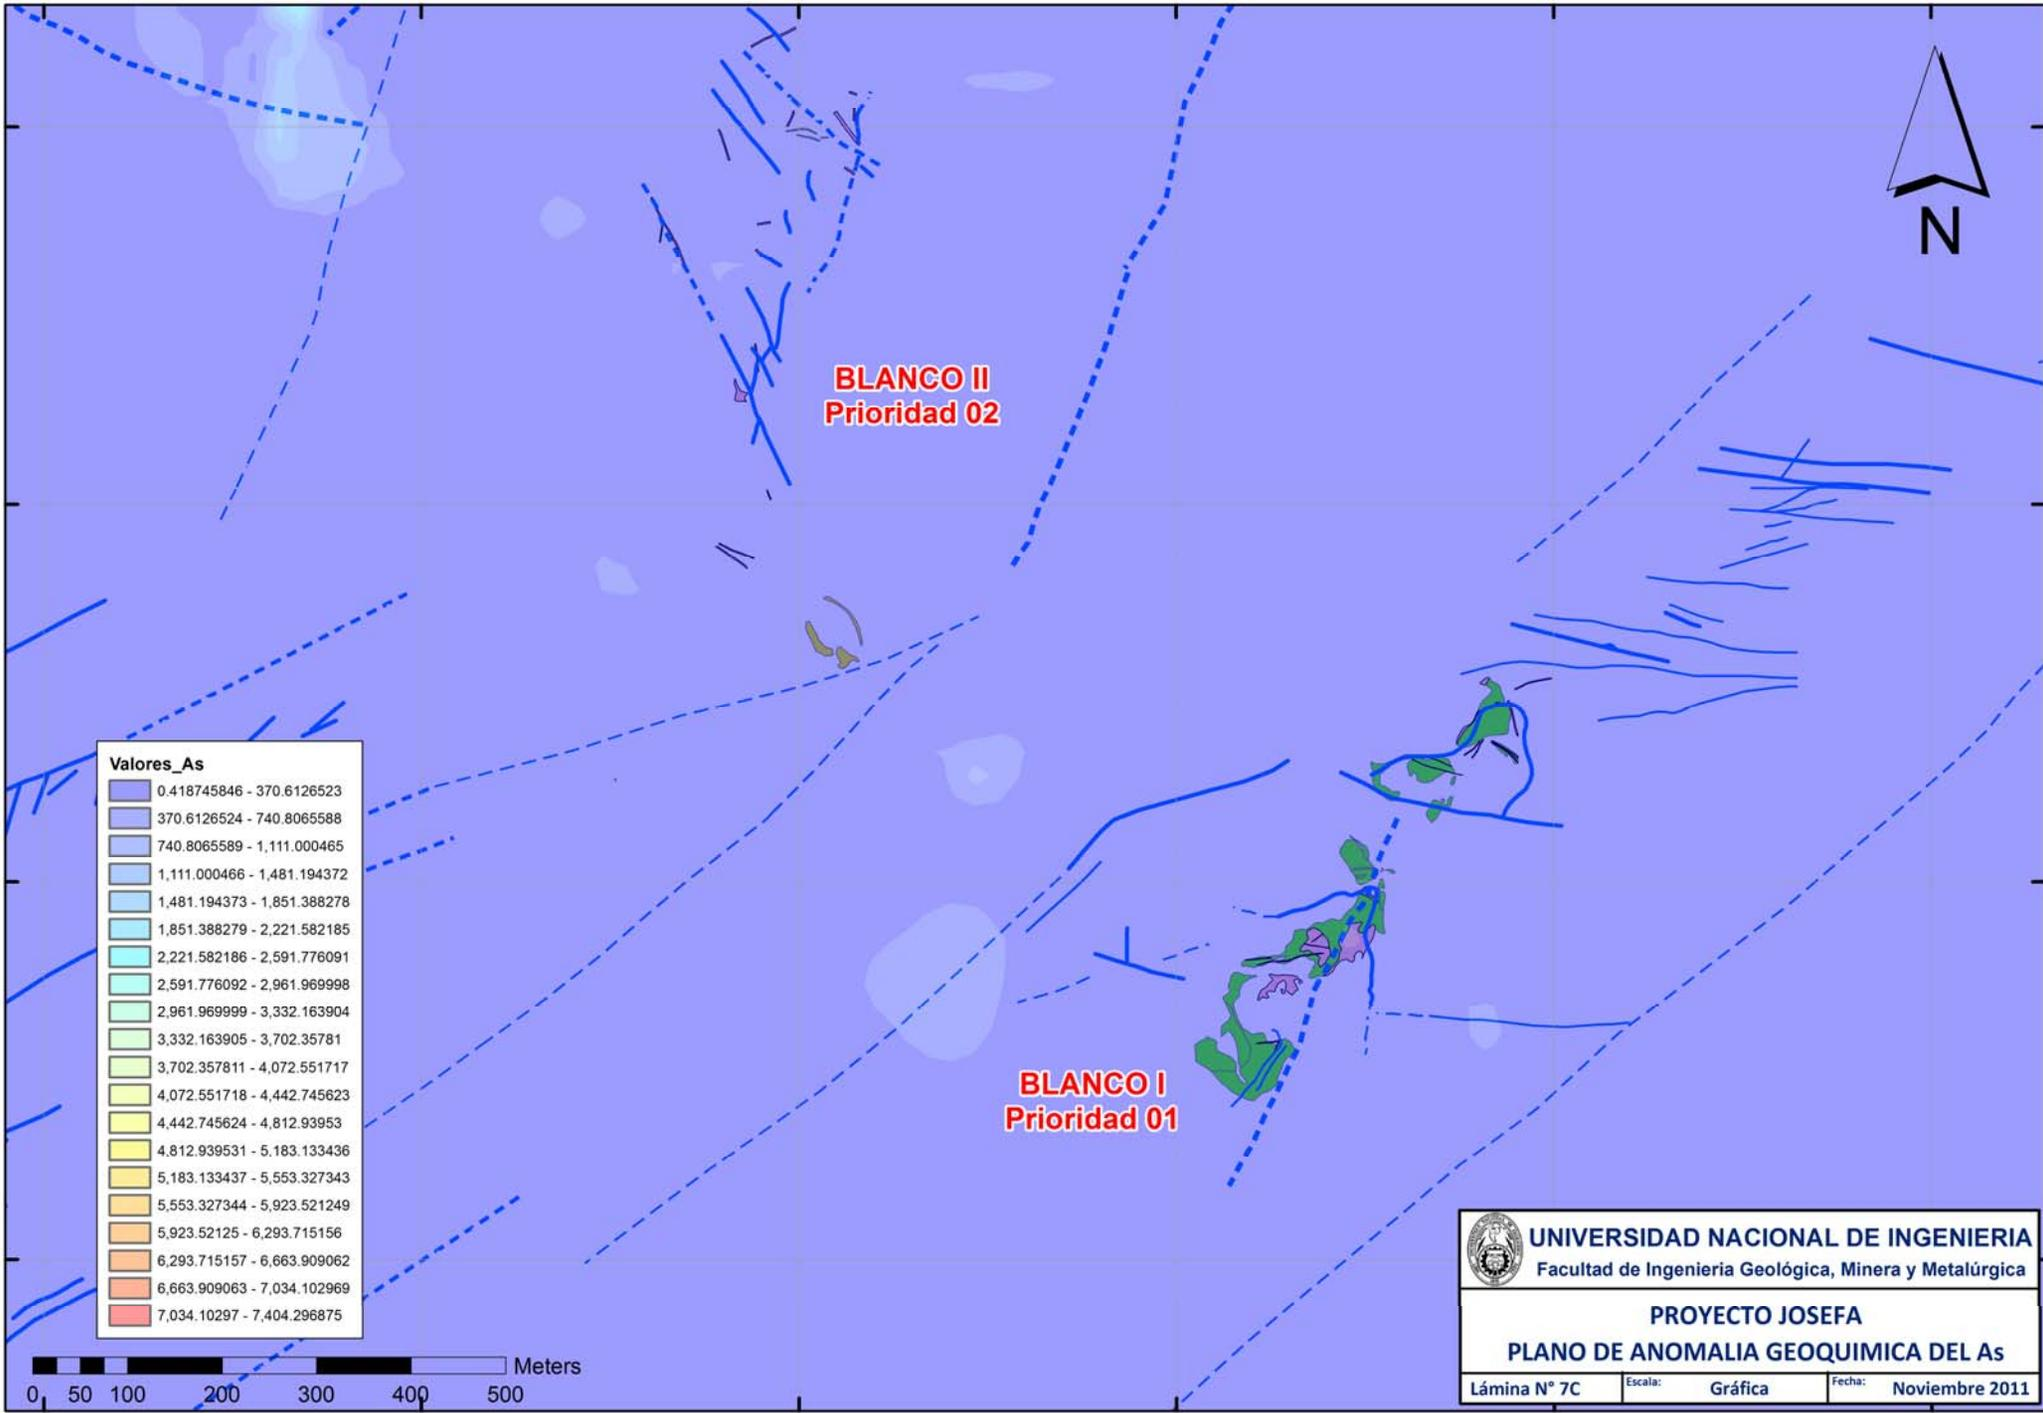 N
BLANCO II
Prioridad 02
BLANCO I
Prioridad 01
Valores_As
0.418745846 - 370.6126523
370.6126524 - 740.8065588
740.8065589 - 1,111.000465
1,111.000466 - 1,481.194372
1,481.194373 - 1,851.388278
1,851.388279 - 2,221.582185
2,221.582186 - 2,591.776091
2,591.776092 - 2,961.969998
2,961.969999 - 3,332.163904
3,332.163905 - 3,702.35781
3,702.357811 - 4,072.551717
4,072.551718 - 4,442.745623
4,442.745624 - 4,812.93953
4,812.939531 - 5,183.133436
5,183.133437 - 5,553.327343
5,553.327344 - 5,923.521249
5,923.52125 - 6,293.715156
6,293.715157 - 6,663.909062
6,663.909063 - 7,034.102969
7,034.10297 - 7,404.296875
Meters
0 50 100 200 300 400 500
UNIVERSIDAD NACIONAL DE INGENIERIA
Facultad de Ingenieria Geológica, Minera y Metalúrgica
PROYECTO JOSEFA
PLANO DE ANOMALIA GEOQUIMICA DEL As
Lámina N° 7C Escala: Gráfica Fecha: Noviembre 2011